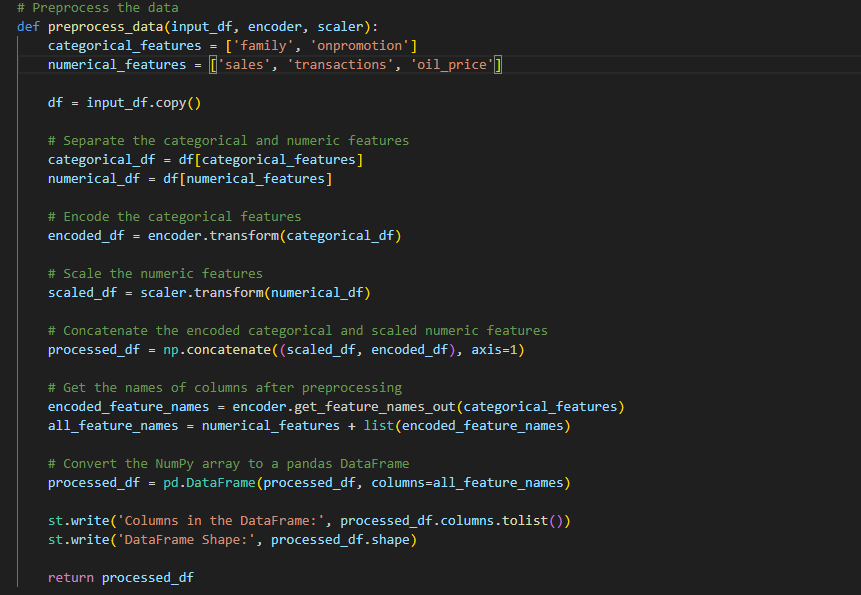 # Preprocess the data
def preprocess_data(input_df, encoder, scaler):
    categorical_features = ['family', 'onpromotion']
    numerical_features = ['sales', 'transactions', 'oil_price']

    df = input_df.copy()

    # Separate the categorical and numeric features
    categorical_df = df[categorical_features]
    numerical_df = df[numerical_features]

    # Encode the categorical features
    encoded_df = encoder.transform(categorical_df)

    # Scale the numeric features
    scaled_df = scaler.transform(numerical_df)

    # Concatenate the encoded categorical and scaled numeric features
    processed_df = np.concatenate((scaled_df, encoded_df), axis=1)

    # Get the names of columns after preprocessing
    encoded_feature_names = encoder.get_feature_names_out(categorical_features)
    all_feature_names = numerical_features + list(encoded_feature_names)

    # Convert the NumPy array to a pandas DataFrame
    processed_df = pd.DataFrame(processed_df, columns=all_feature_names)

    st.write('Columns in the DataFrame:', processed_df.columns.tolist())
    st.write('DataFrame Shape:', processed_df.shape)

    return processed_df